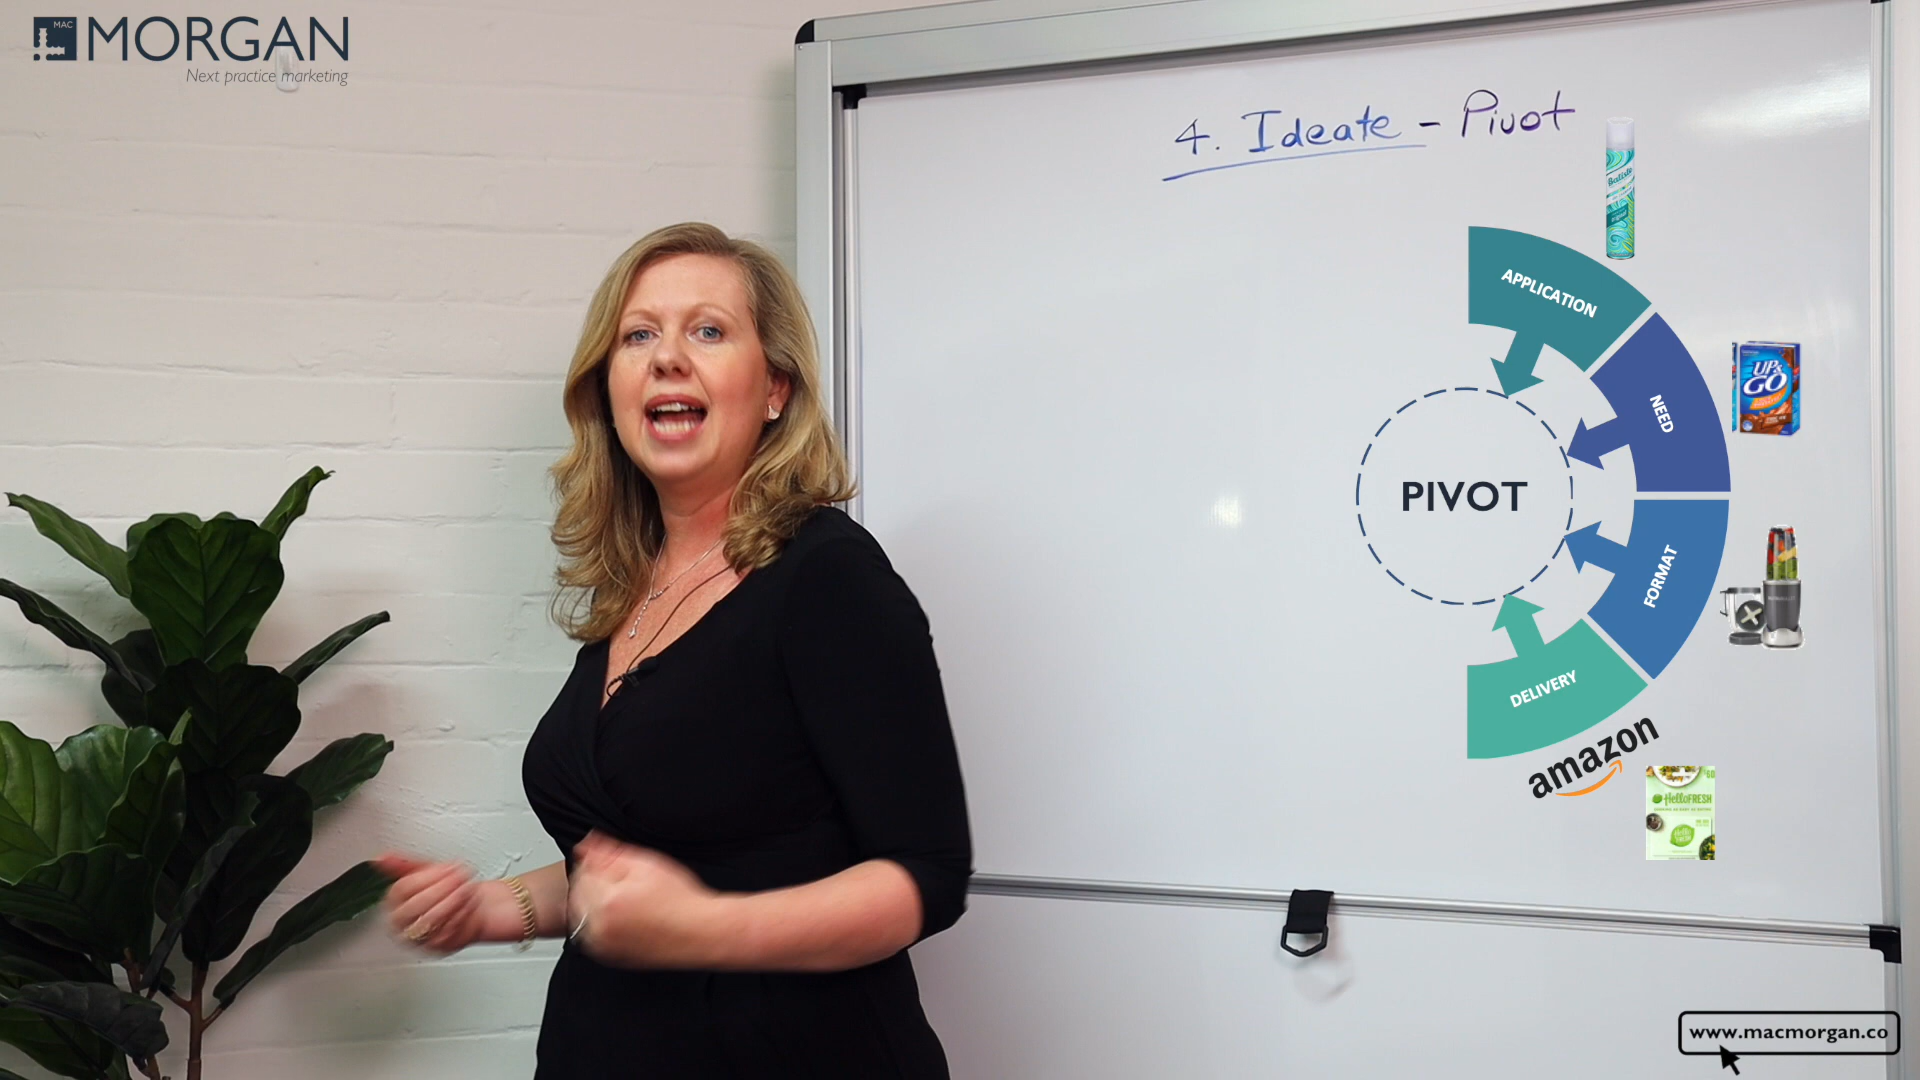 MAC
MORGAN
Next practice marketing
4. Ideate - Pivot
Batiste
APPLICATION
UP&
GO
NEED
PIVOT
FORMAT
DELIVERY
amazon
HelloFRESH
www.macmorgan.co